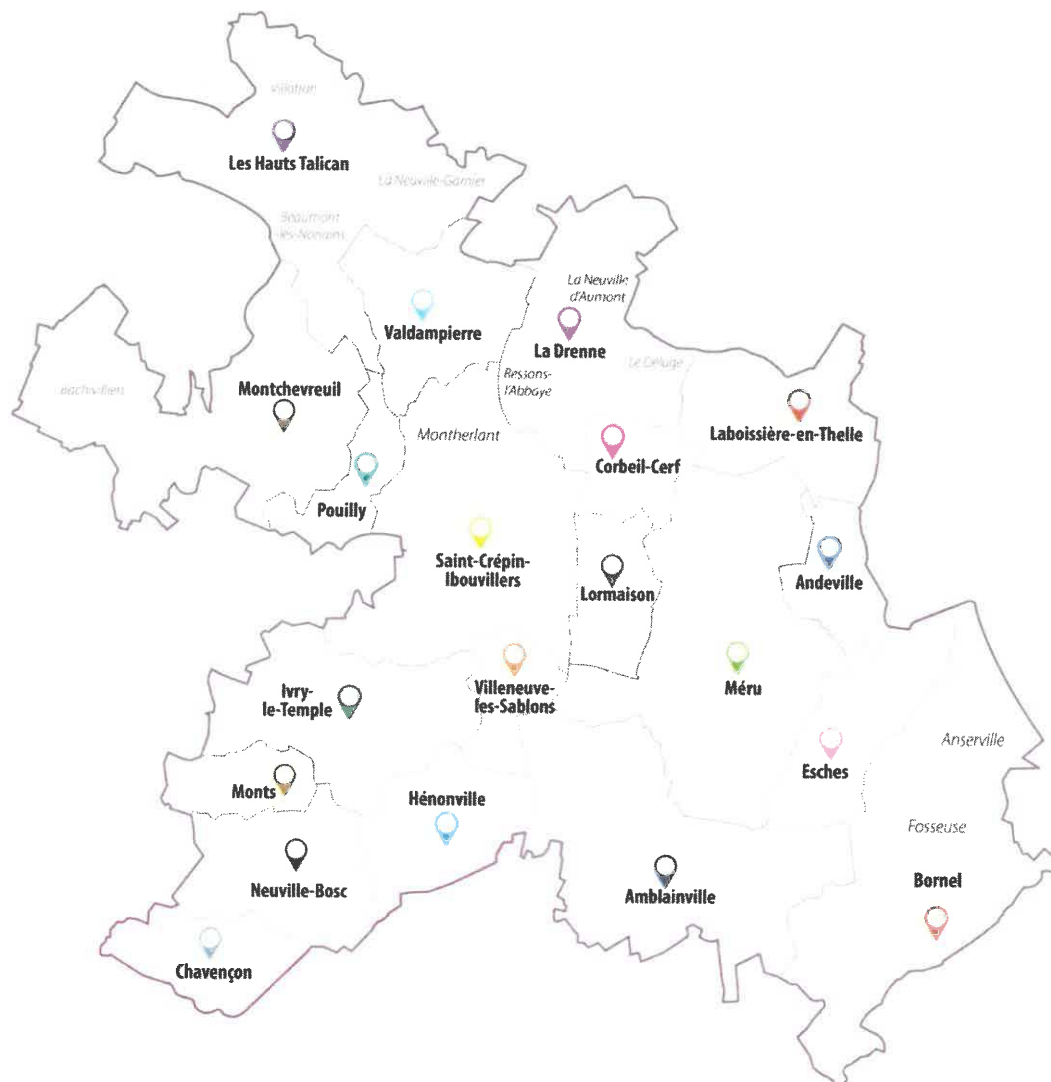 Villotran
Les Hauts Talican
La Neuville-Garnier
Beaumont
-les-Nonains
La Neuville
d'Aumont
Valdampierre
La Drenne
Le Déluge
Ressons-
l'Abbaye
Bachivillers
Montchevreuil
Montherlant
Laboissière-en-Thelle
Corbeil-Cerf
Pouilly
Saint-Crépin-
Ibouvillers
Lormaison
Andeville
Ivry-
le-Temple
Villeneuve-
les-Sablons
Méru
Anserville
Esches
Monts
Hénonville
Fosseuse
Neuville-Bosc
Amblainville
Bornel
Chavençon